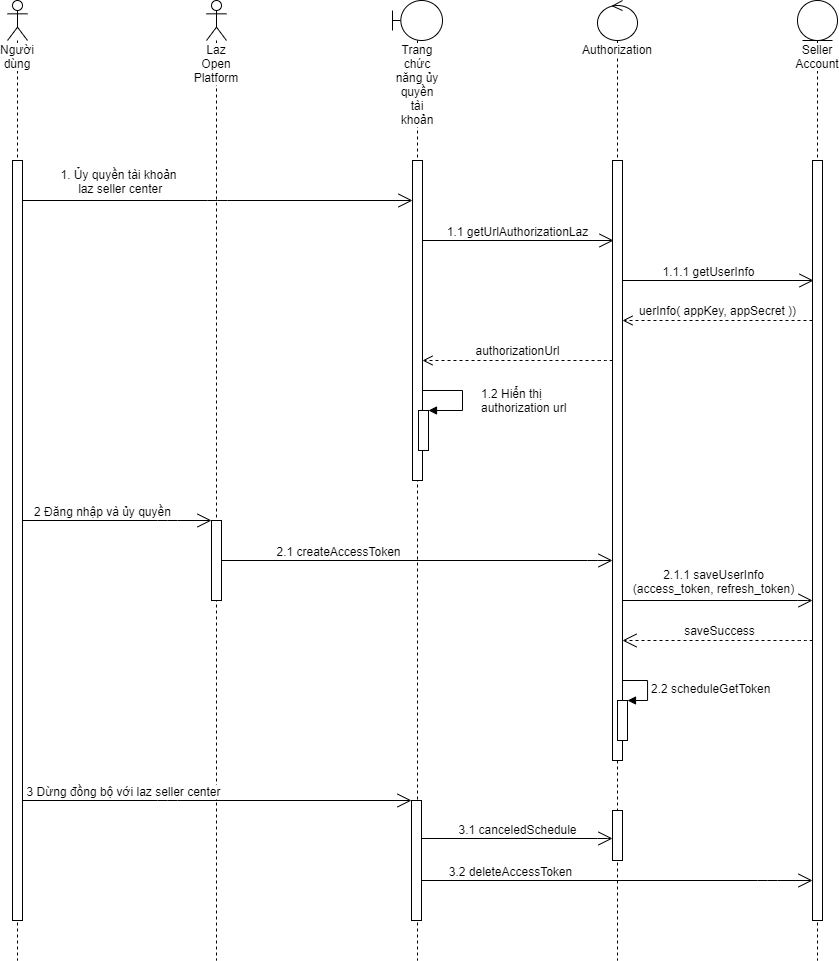 Người
dùng
Laz
Open
Platform
Trang
chức
năng ủy
quyền
tài
khoản
Authorization
Seller
Account
1. Ủy quyền tài khoản
laz seller center
1.1 getUrlAuthorizationLaz
1.1.1 getUserInfo
uerInfo( appKey, appSecret ))
authorizationUrl
1.2 Hiển thị
authorization url
2 Đăng nhập và ủy quyền
2.1 createAccessToken
2.1.1 saveUserInfo
(access_token, refresh_token)
saveSuccess
2.2 scheduleGetToken
3 Dừng đồng bộ với laz seller center
3.1 canceledSchedule
3.2 deleteAccessToken